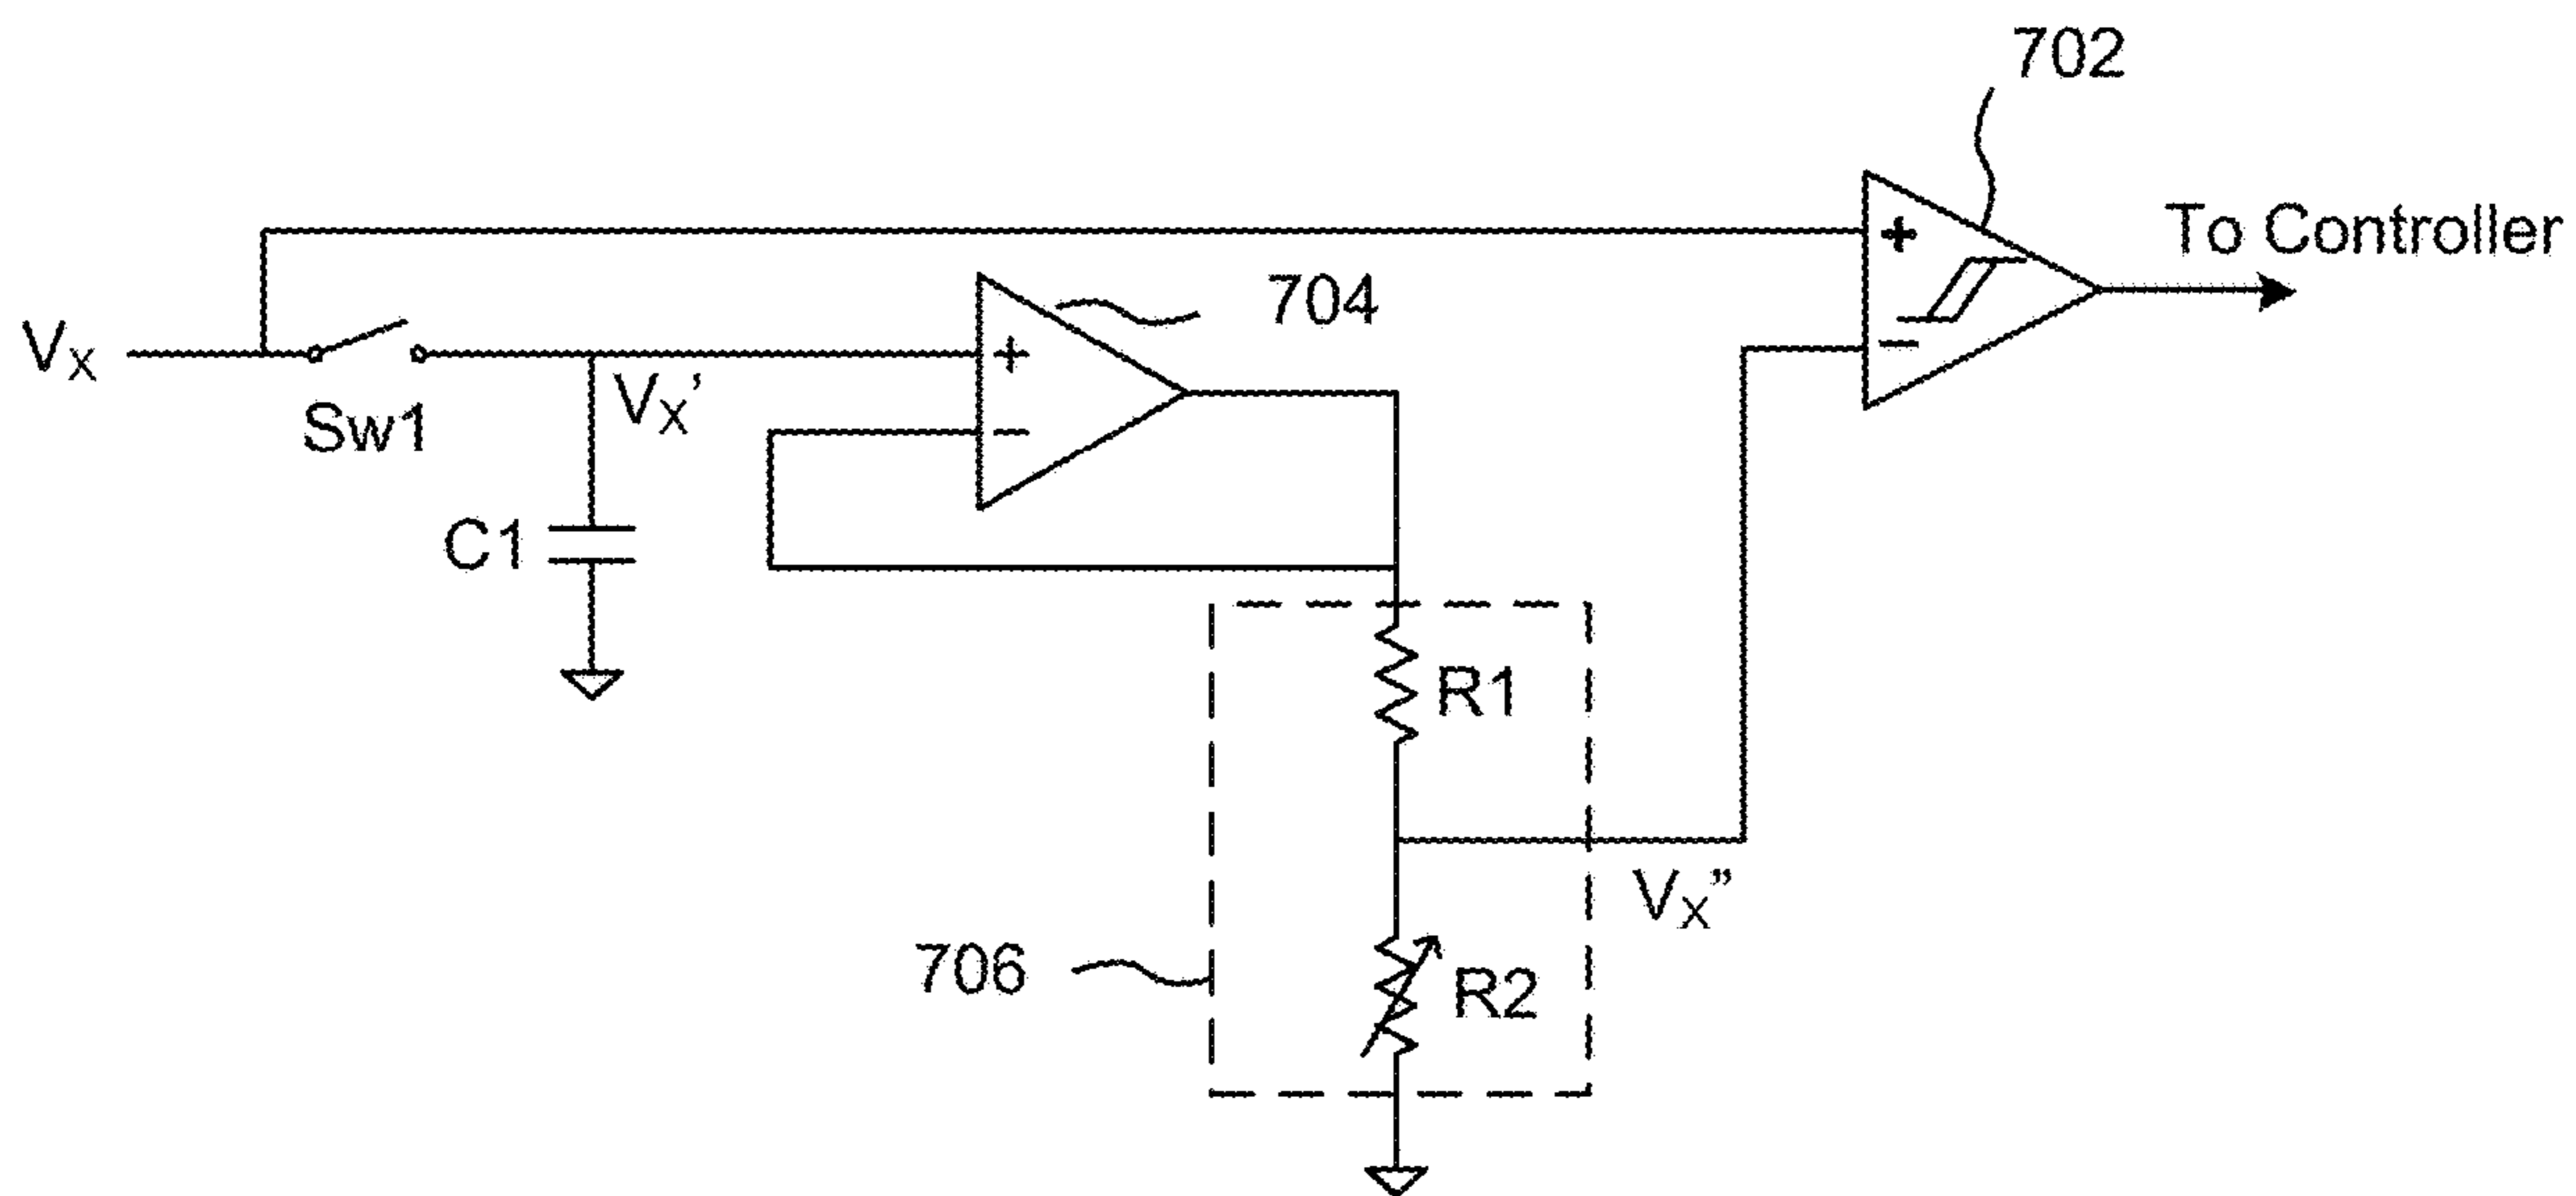 702
To Controller
+
704
Vx
+
Vx'
Sw1
−
−
C1
R1
Vx"
706
R2